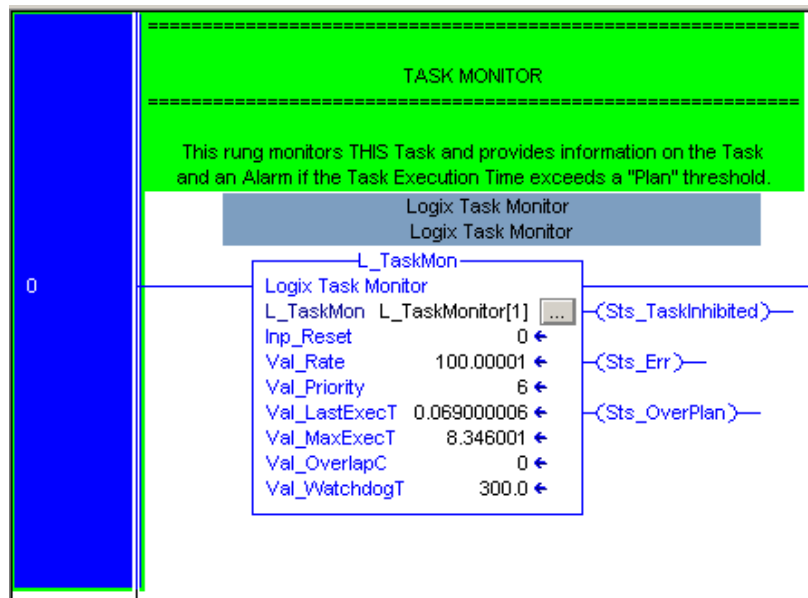 ====================================================================
TASK MONITOR
====================================================================
This rung monitors THIS Task and provides information on the Task
and an Alarm if the Task Execution Time exceeds a "Plan" threshold.
Logix Task Monitor
Logix Task Monitor
L_TaskMon
0
Logix Task Monitor
L_TaskMon L_TaskMonitor[1] ... (Sts_TaskInhibited)
Inp_Reset 0
Val_Rate 100.00001 (Sts_Err)
Val_Priority 6
Val_LastExecT 0.069000006 (Sts_OverPlan)
Val_MaxExecT 8.346001
Val_OverlapC 0
Val_WatchdogT 300.0